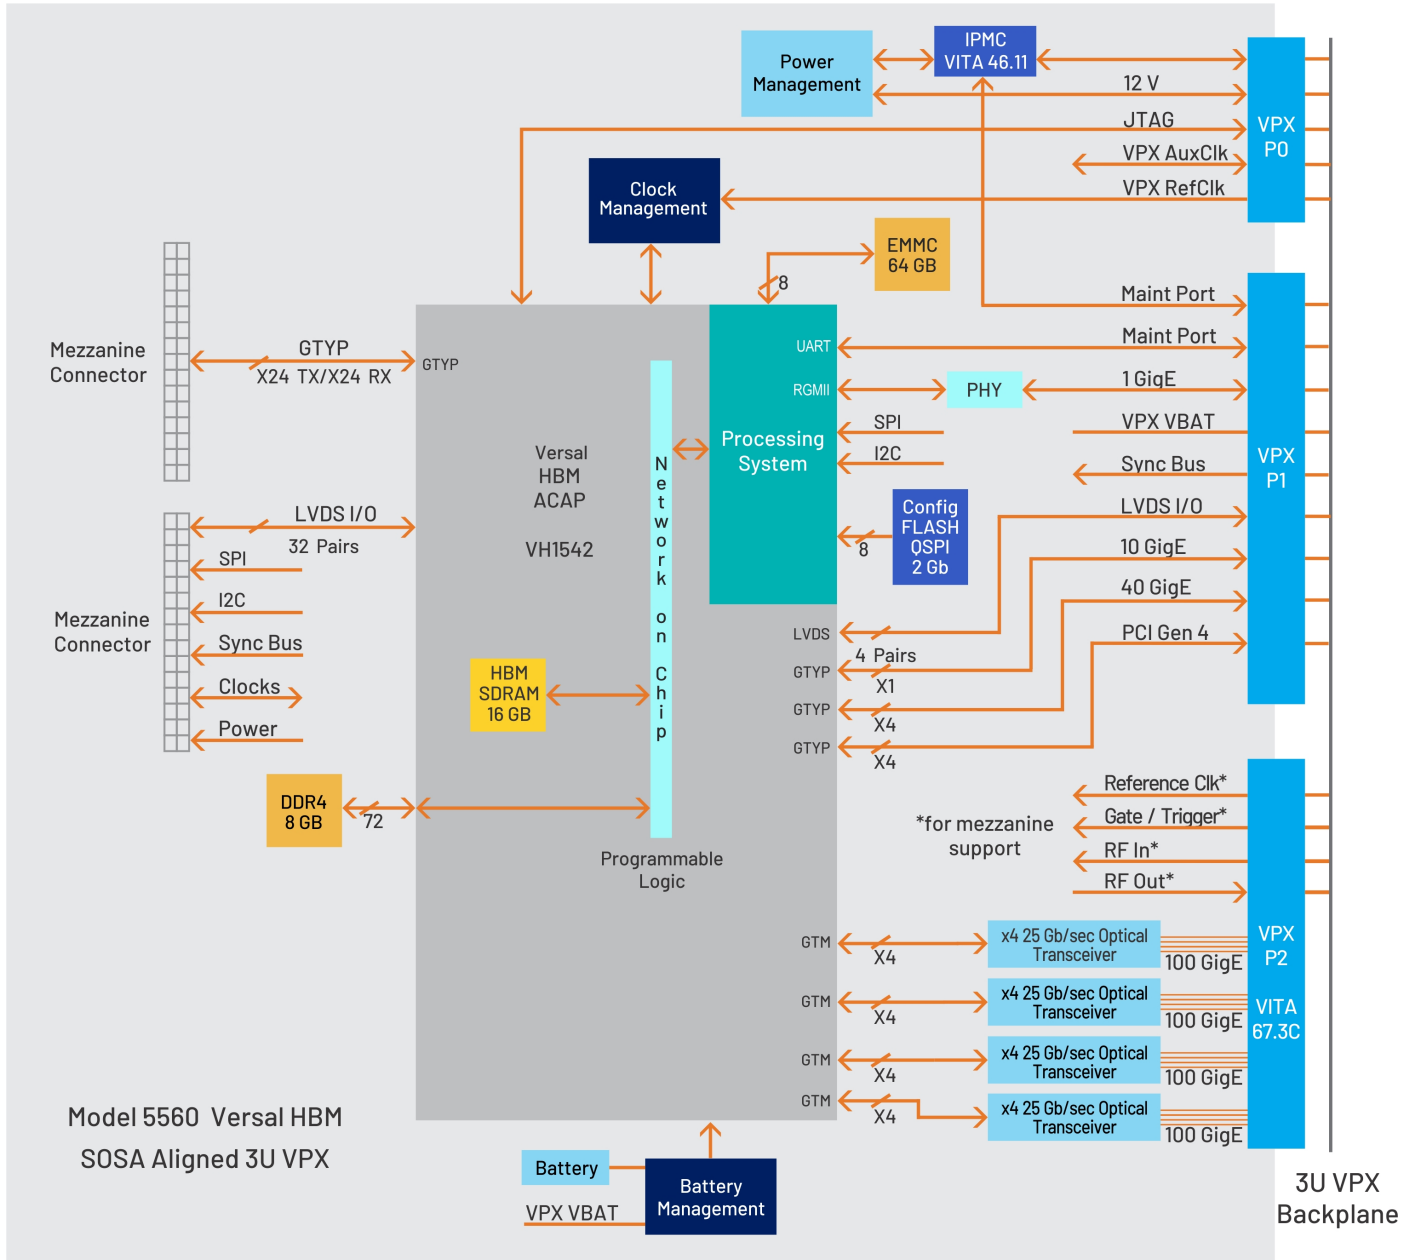 IPMC
VITA 46.11
Power
Management
12 V
JTAG
VPX AuxClk
VPX RefClk
VPX
P0
Clock
Management
EMMC
64 GB
8
Maint Port
Maint Port
1 GigE
VPX VBAT
Sync Bus
LVDS I/O
10 GigE
40 GigE
PCI Gen 4
VPX
P1
Mezzanine
Connector
GTYP
X24 TX/X24 RX
GTYP
UART
RGMII
PHY
SPI
I2C
Processing
System
Versal
HBM
ACAP
VH1542
Network on Chip
Config
FLASH
QSPI
2 Gb
8
LVDS I/O
32 Pairs
SPI
I2C
Sync Bus
Clocks
Power
Mezzanine
Connector
LVDS
4 Pairs
GTYP
X1
GTYP
X4
GTYP
X4
HBM
SDRAM
16 GB
DDR4
8 GB
72
Programmable
Logic
*for mezzanine
support
Reference Clk*
Gate / Trigger*
RF In*
RF Out*
VPX
P2
VITA
67.3C
GTM
X4
x4 25 Gb/sec Optical
Transceiver
100 GigE
GTM
X4
x4 25 Gb/sec Optical
Transceiver
100 GigE
GTM
X4
x4 25 Gb/sec Optical
Transceiver
100 GigE
GTM
X4
x4 25 Gb/sec Optical
Transceiver
100 GigE
Model 5560 Versal HBM
SOSA Aligned 3U VPX
Battery
VPX VBAT
Battery
Management
3U VPX
Backplane